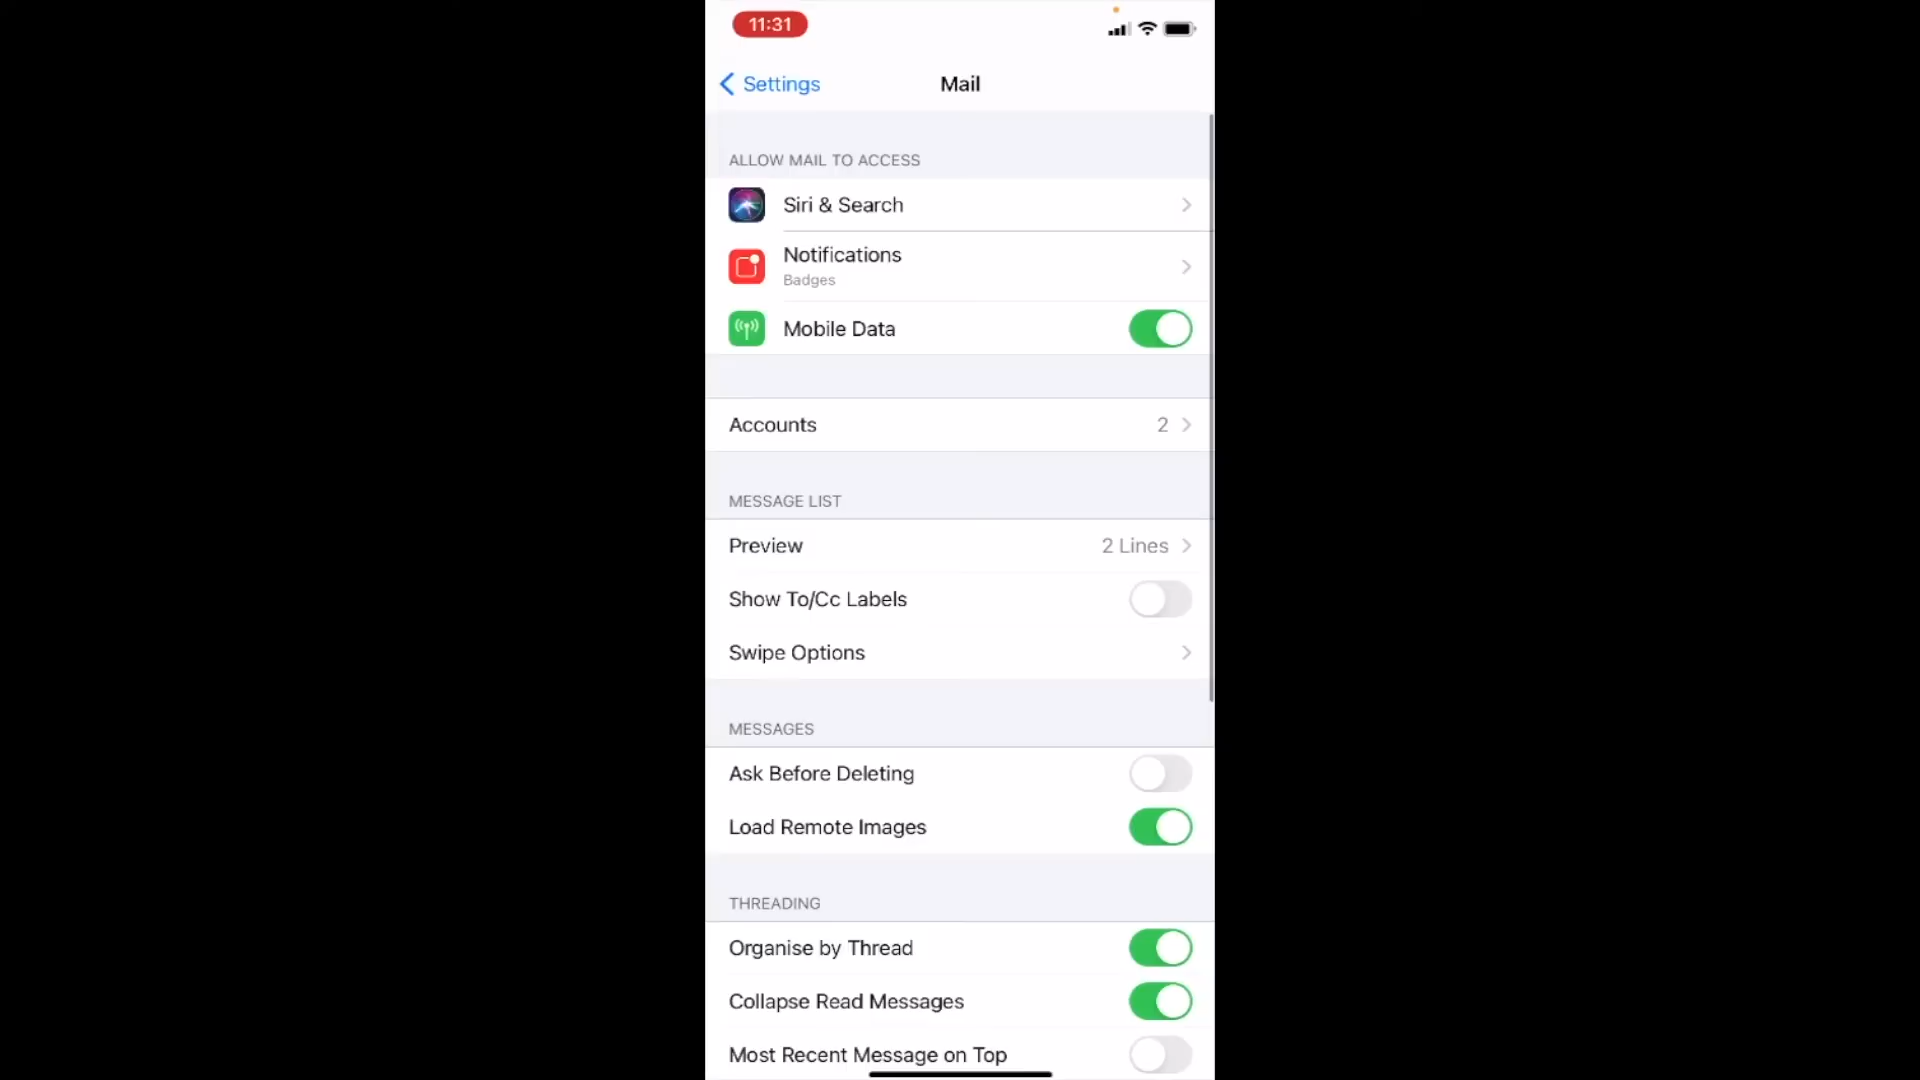 11:31
Settings
Mail
ALLOW MAIL TO ACCESS
Siri & Search
Notifications
Badges
Mobile Data
Accounts 2
MESSAGE LIST
Preview 2 Lines
Show To/Cc Labels
Swipe Options
MESSAGES
Ask Before Deleting
Load Remote Images
THREADING
Organise by Thread
Collapse Read Messages
Most Recent Message on Top